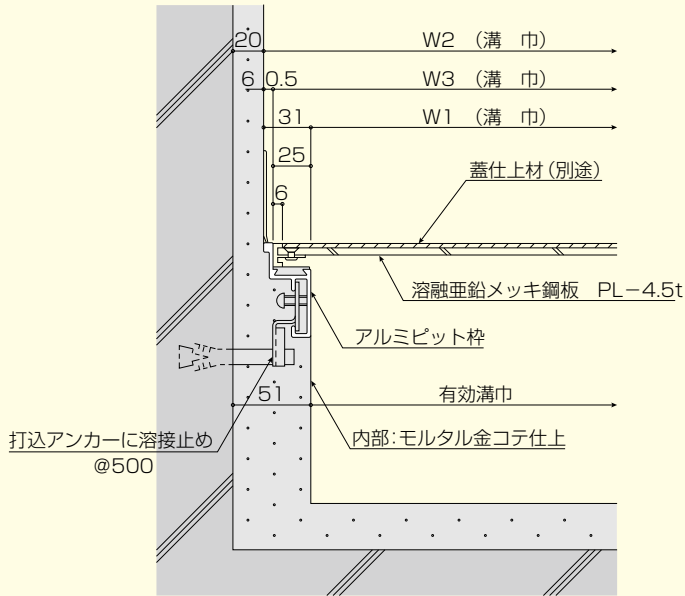 20 W2 (溝 巾)
6 0.5 W3 (溝 巾)
31 W1 (溝 巾)
25
蓋仕上材(別途)
6
溶融亜鉛メッキ鋼板 PL−4.5t
アルミピット枠
51 有効溝巾
打込アンカーに溶接止め
@500
内部:モルタル金コテ仕上